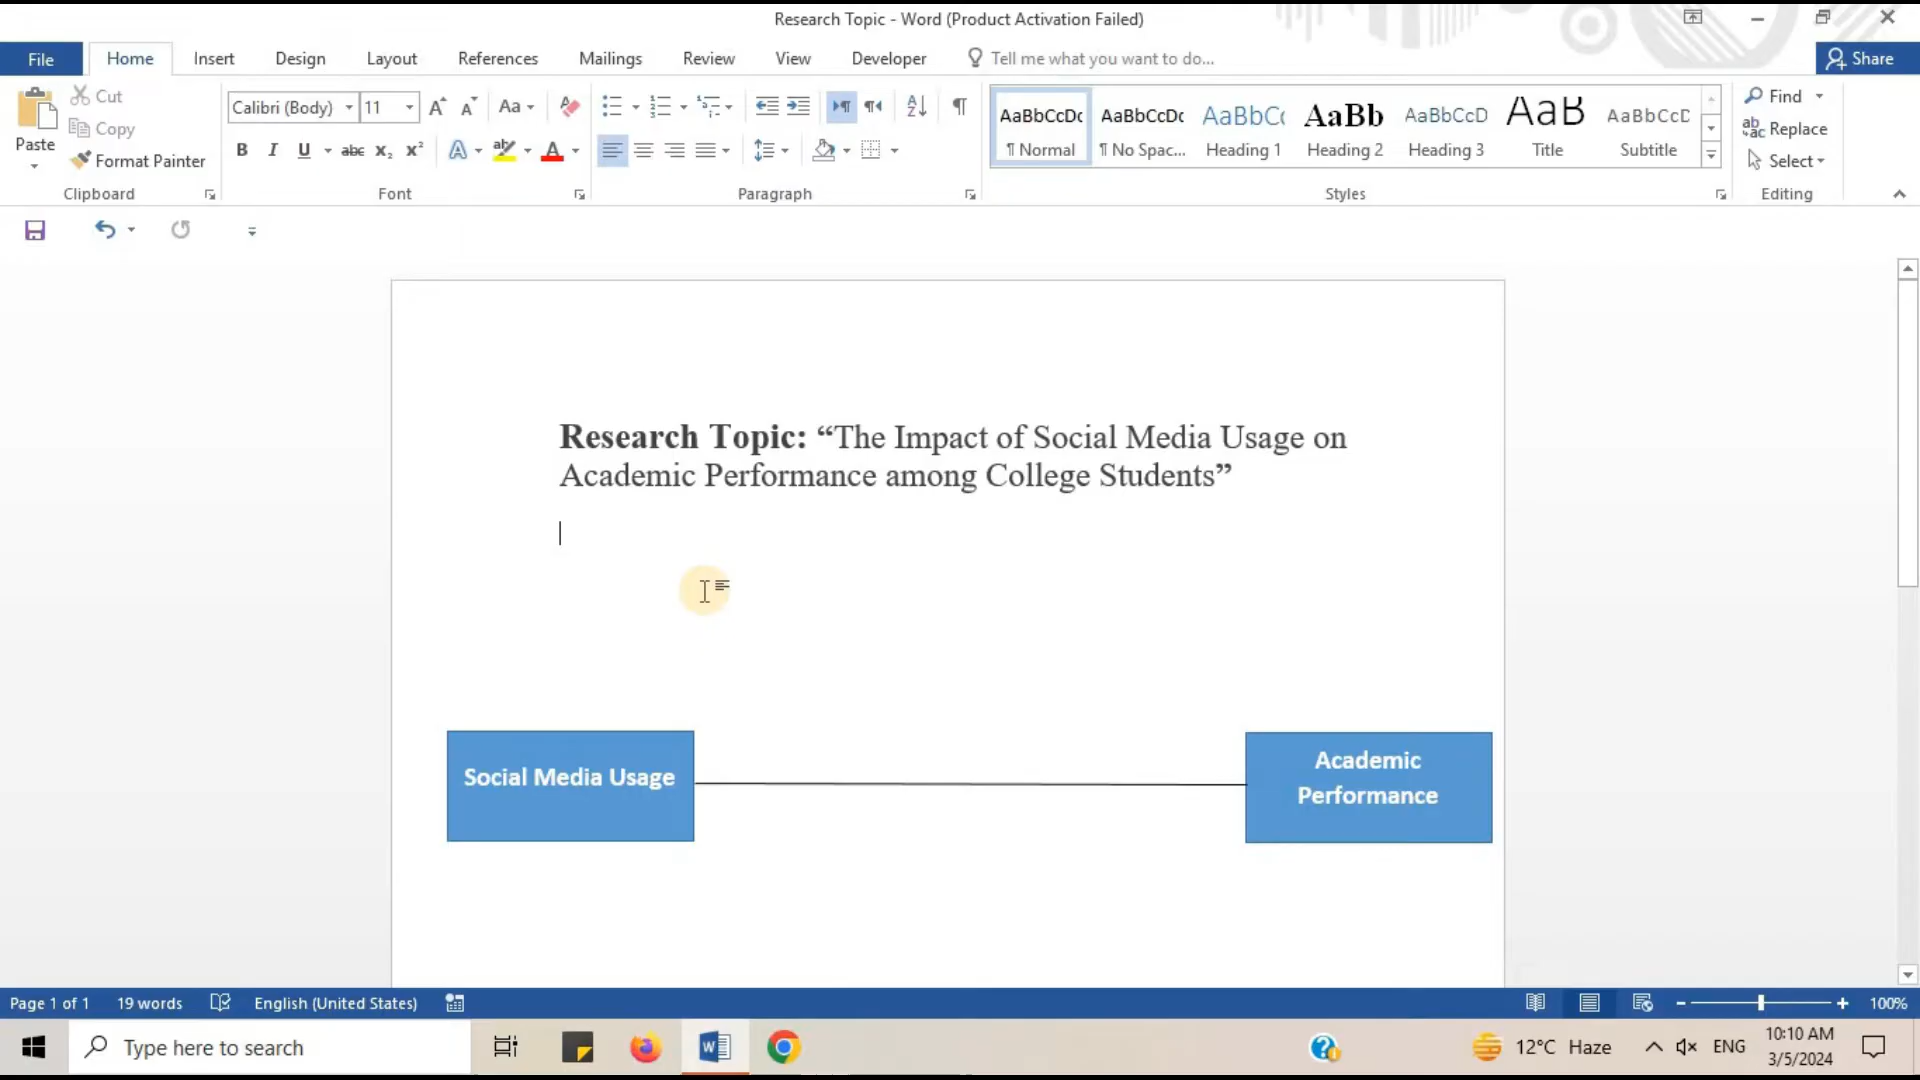 Research Topic - Word (Product Activation Failed)
File Home Insert Design Layout References Mailings Review View Developer Tell me what you want to do... Share
Cut
Copy
Format Painter
Paste
Clipboard
Calibri (Body) 11 Aa
B I U abc X₂ X² A ab A
Font
Paragraph
AaBbCcDc AaBbCcDc AaBbCc AaBb AaBbCcD AaB AaBbCcD
¶ Normal ¶ No Spac... Heading 1 Heading 2 Heading 3 Title Subtitle
Styles
Find
Replace
Select
Editing
Research Topic: “The Impact of Social Media Usage on
Academic Performance among College Students”
Social Media Usage
Academic
Performance
Page 1 of 1 19 words English (United States) 100%
Type here to search
12°C Haze ENG
10:10 AM
3/5/2024